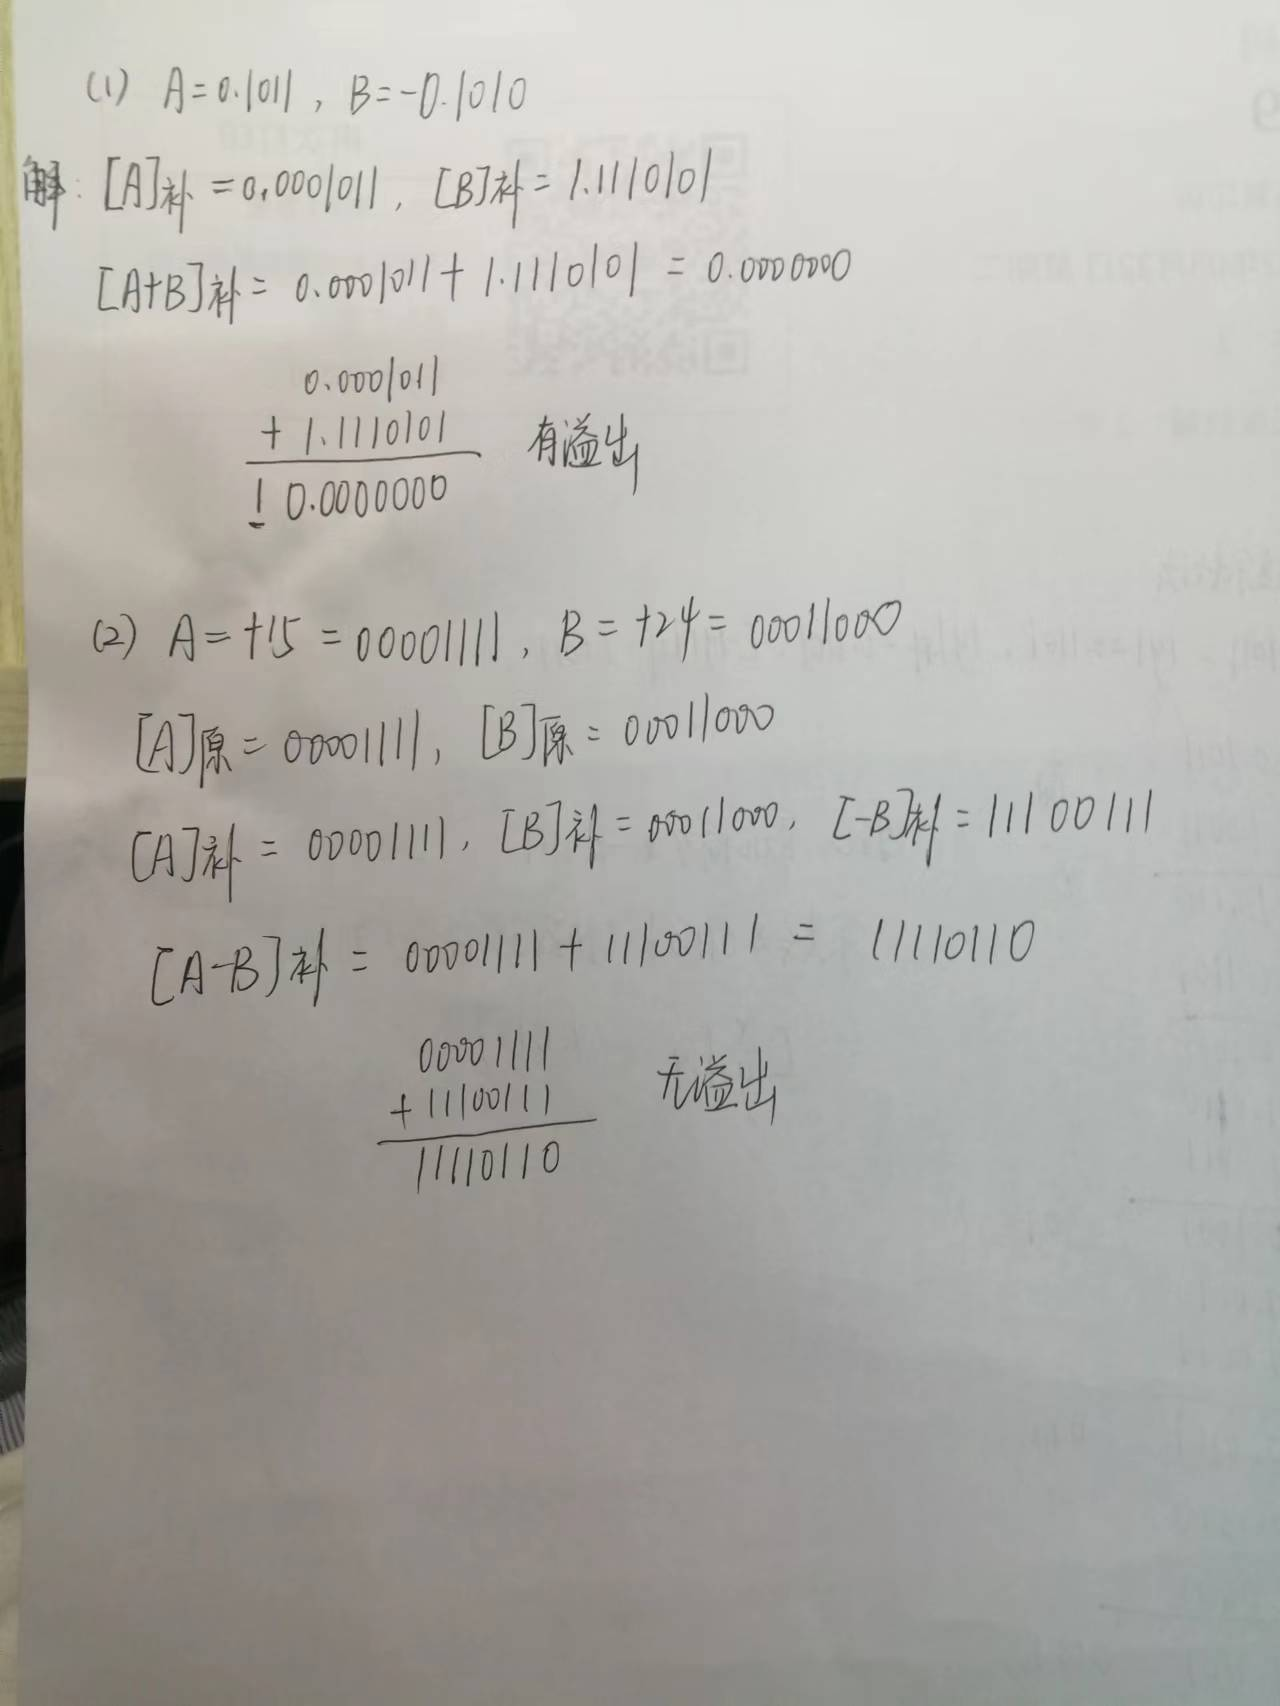 (1) A=0.1011, B=-0.1010
解: [A]补=0.0001011, [B]补=1.1110101
[A+B]补= 0.0001011+1.1110101 = 0.0000000
0.0001011
+ 1.1110101 有溢出
1 0.0000000
(2) A=+15=00001111, B=+24=00011000
[A]原=00001111, [B]原=00011000
[A]补=00001111, [B]补=00011000, [-B]补=11100111
[A-B]补= 00001111+11100111 = 11110110
00001111
+11100111 无溢出
11110110